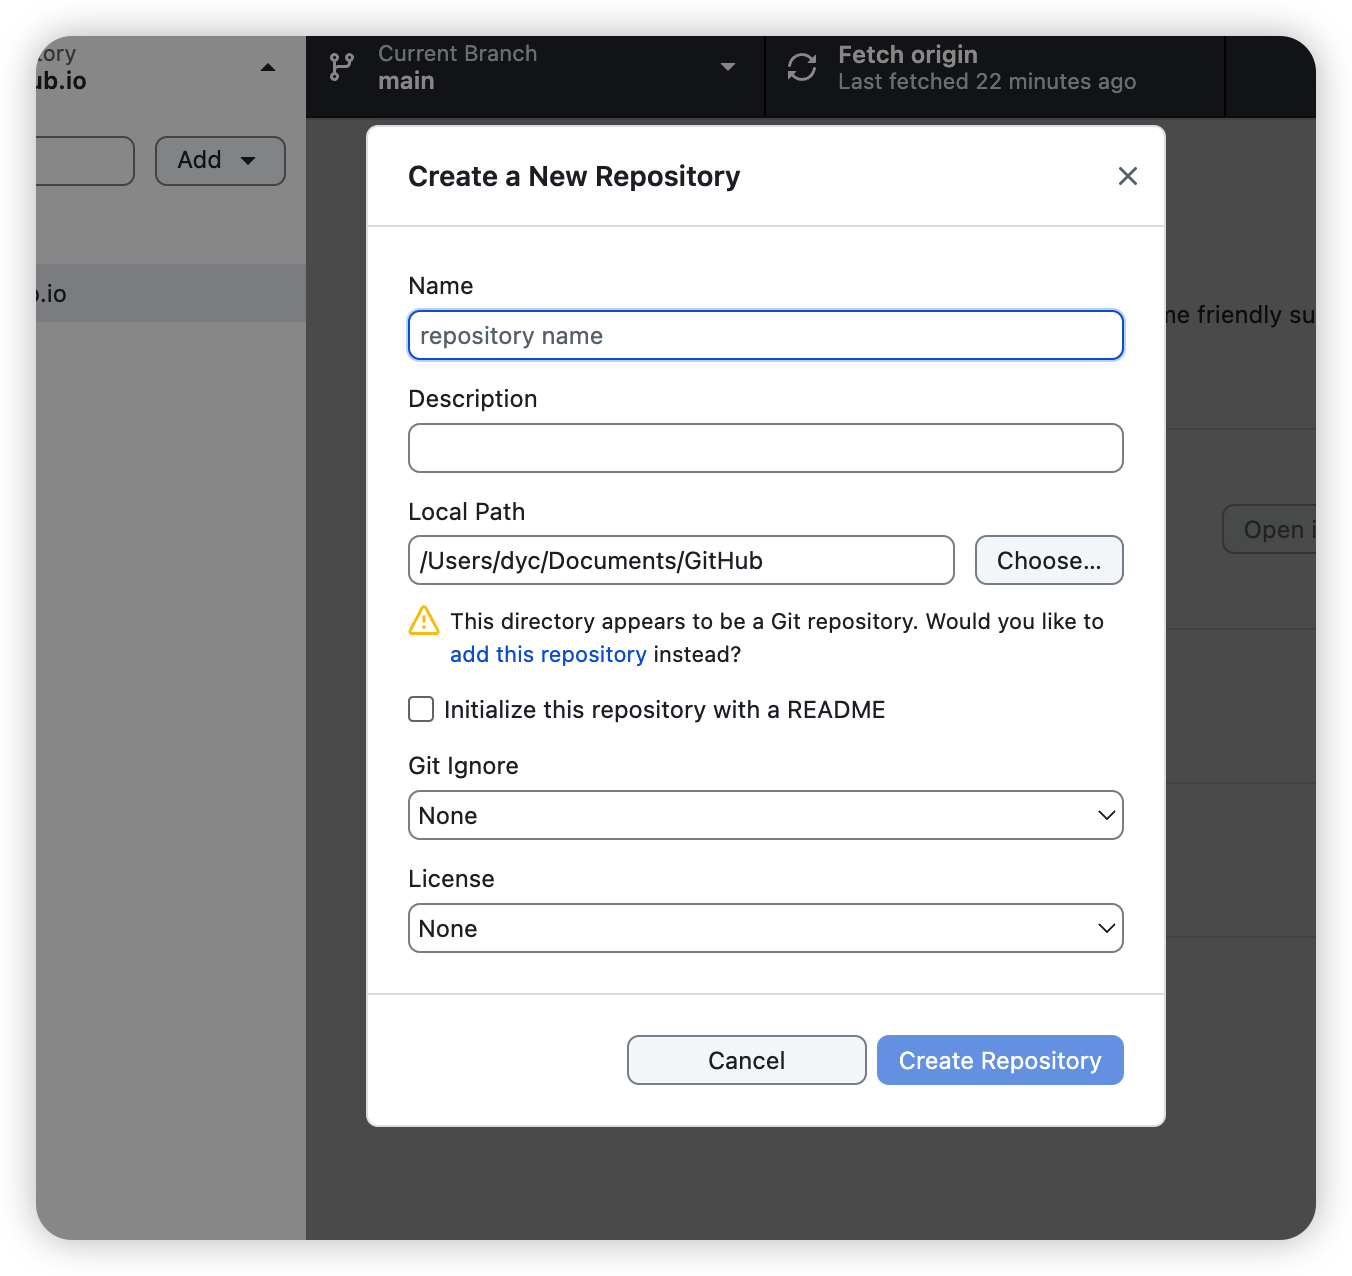 ub.io
Current Branch
main
Fetch origin
Last fetched 22 minutes ago
Add
.io
Create a New Repository
Name
repository name
friendly su
Description
Local Path
/Users/dyc/Documents/GitHub
Choose...
Open i
This directory appears to be a Git repository. Would you like to
add this repository instead?
Initialize this repository with a README
Git Ignore
None
License
None
Cancel
Create Repository